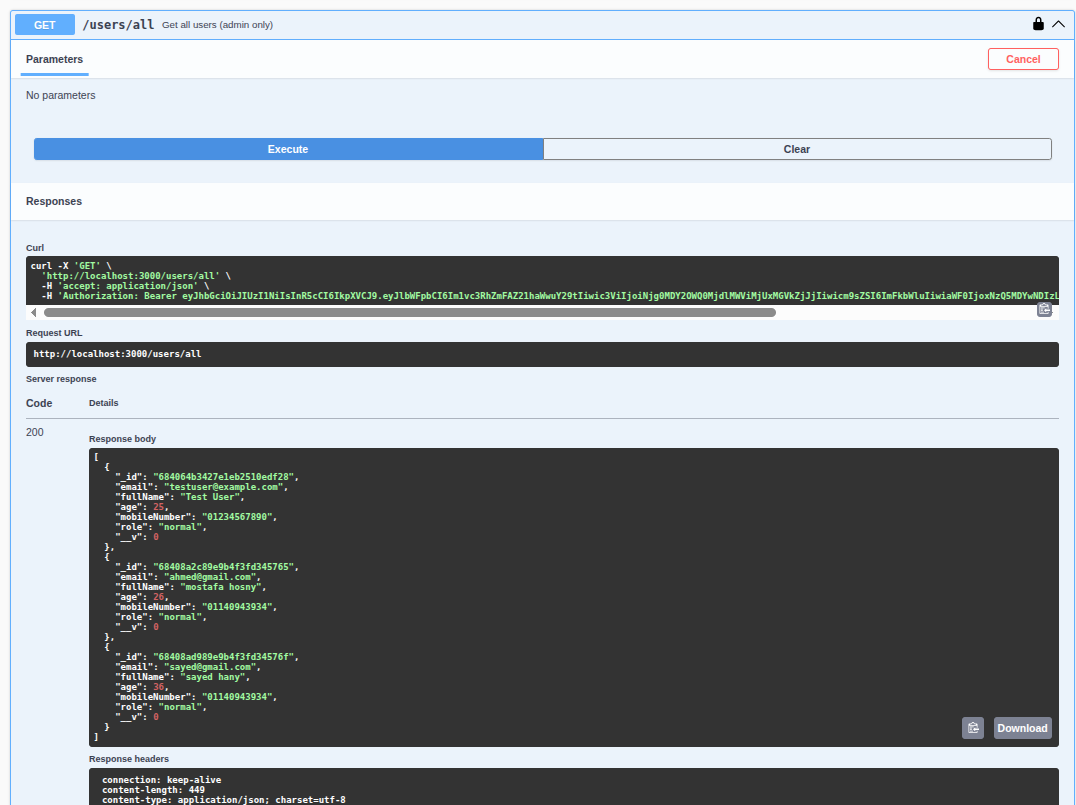 GET /users/all Get all users (admin only)
Parameters
Cancel
No parameters
Execute
Clear
Responses
Curl
curl -X 'GET' \
'http://localhost:3000/users/all' \
-H 'accept: application/json' \
-H 'Authorization: Bearer
Request URL
http://localhost:3000/users/all
Server response
Code Details
200
Response body
[
{
"_id": "684064b3427e1eb2510edf28",
"email": "testuser@example.com",
"fullName": "Test User",
"age": 25,
"mobileNumber": "01234567890",
"role": "normal",
"__v": 0
},
{
"_id": "68408a2c89e9b4f3fd345765",
"email": "ahmed@gmail.com",
"fullName": "mostafa hosny",
"age": 26,
"mobileNumber": "01140943934",
"role": "normal",
"__v": 0
},
{
"_id": "68408ad989e9b4f3fd34576f",
"email": "sayed@gmail.com",
"fullName": "sayed hany",
"age": 36,
"mobileNumber": "01140943934",
"role": "normal",
"__v": 0
}
]
Download
Response headers
connection: keep-alive
content-length: 449
content-type: application/json; charset=utf-8